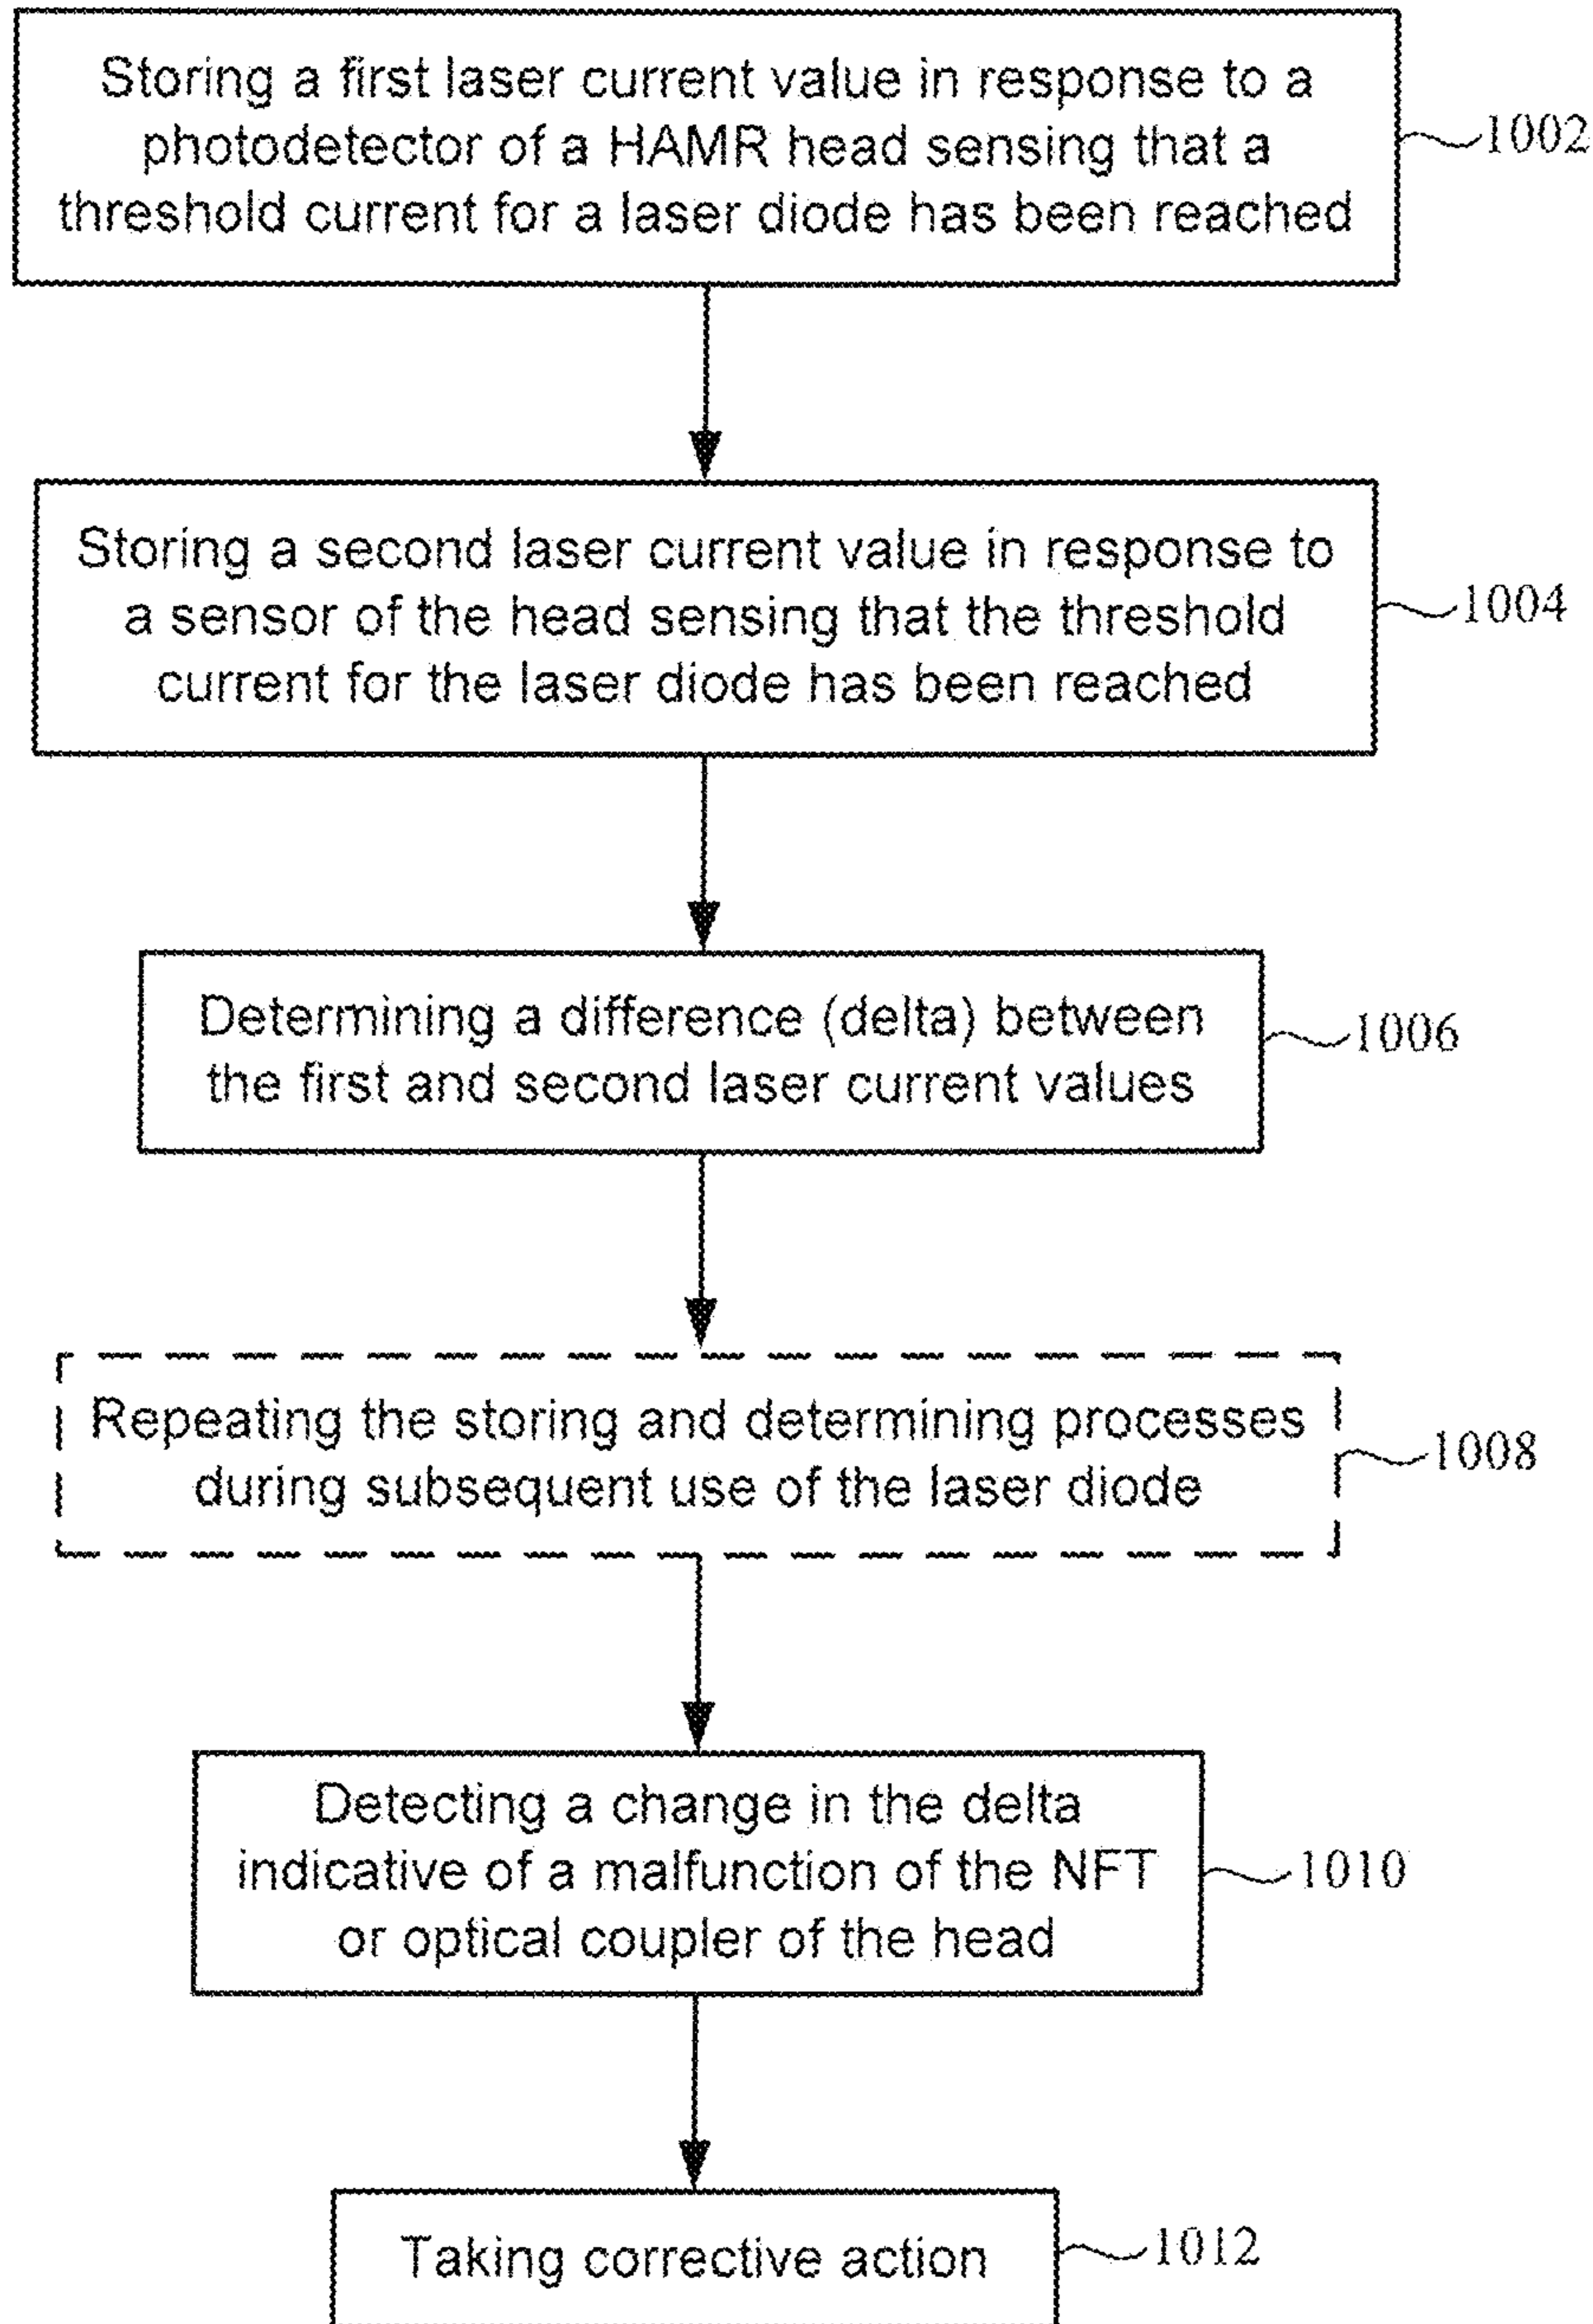 Storing a first laser current value in response to a
photodetector of a HAMR head sensing that a
threshold current for a laser diode has been reached
1002
Storing a second laser current value in response to
a sensor of the head sensing that the threshold
current for the laser diode has been reached
1004
Determining a difference (delta) between
the first and second laser current values
1006
Repeating the storing and determining processes
during subsequent use of the laser diode
1008
Detecting a change in the delta
indicative of a malfunction of the NFT
or optical coupler of the head
1010
Taking corrective action
1012